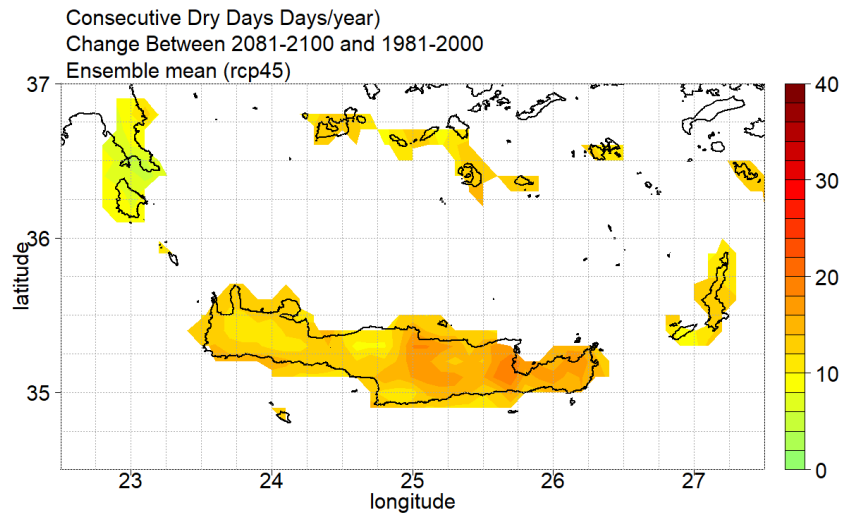 Consecutive Dry Days Days/year)
Change Between 2081-2100 and 1981-2000
Ensemble mean (rcp45)
37
36
35
latitude
23
24
25
26
27
longitude
40
30
20
10
0